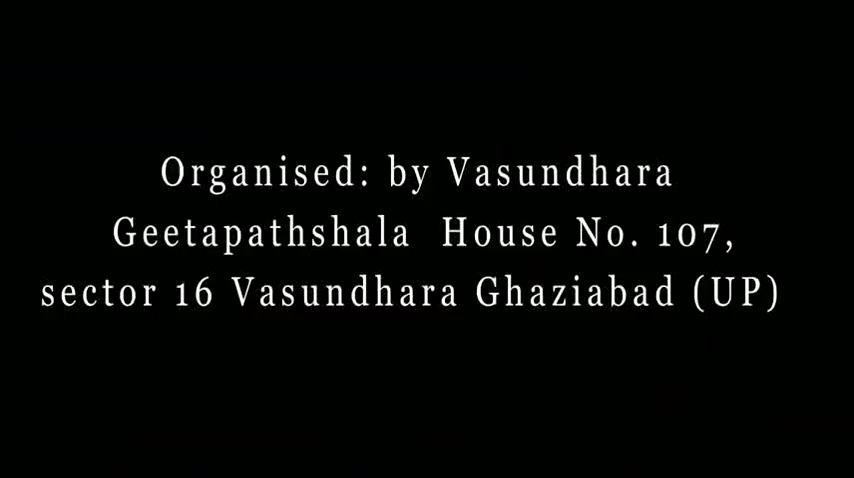 Organised: by Vasundhara
Geetapathshala House No. 107,
sector 16 Vasundhara Ghaziabad (UP)